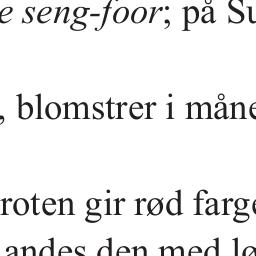 e seng-foor; på Su
, blomstrer i måne
roten gir rød farge
andes den med lø